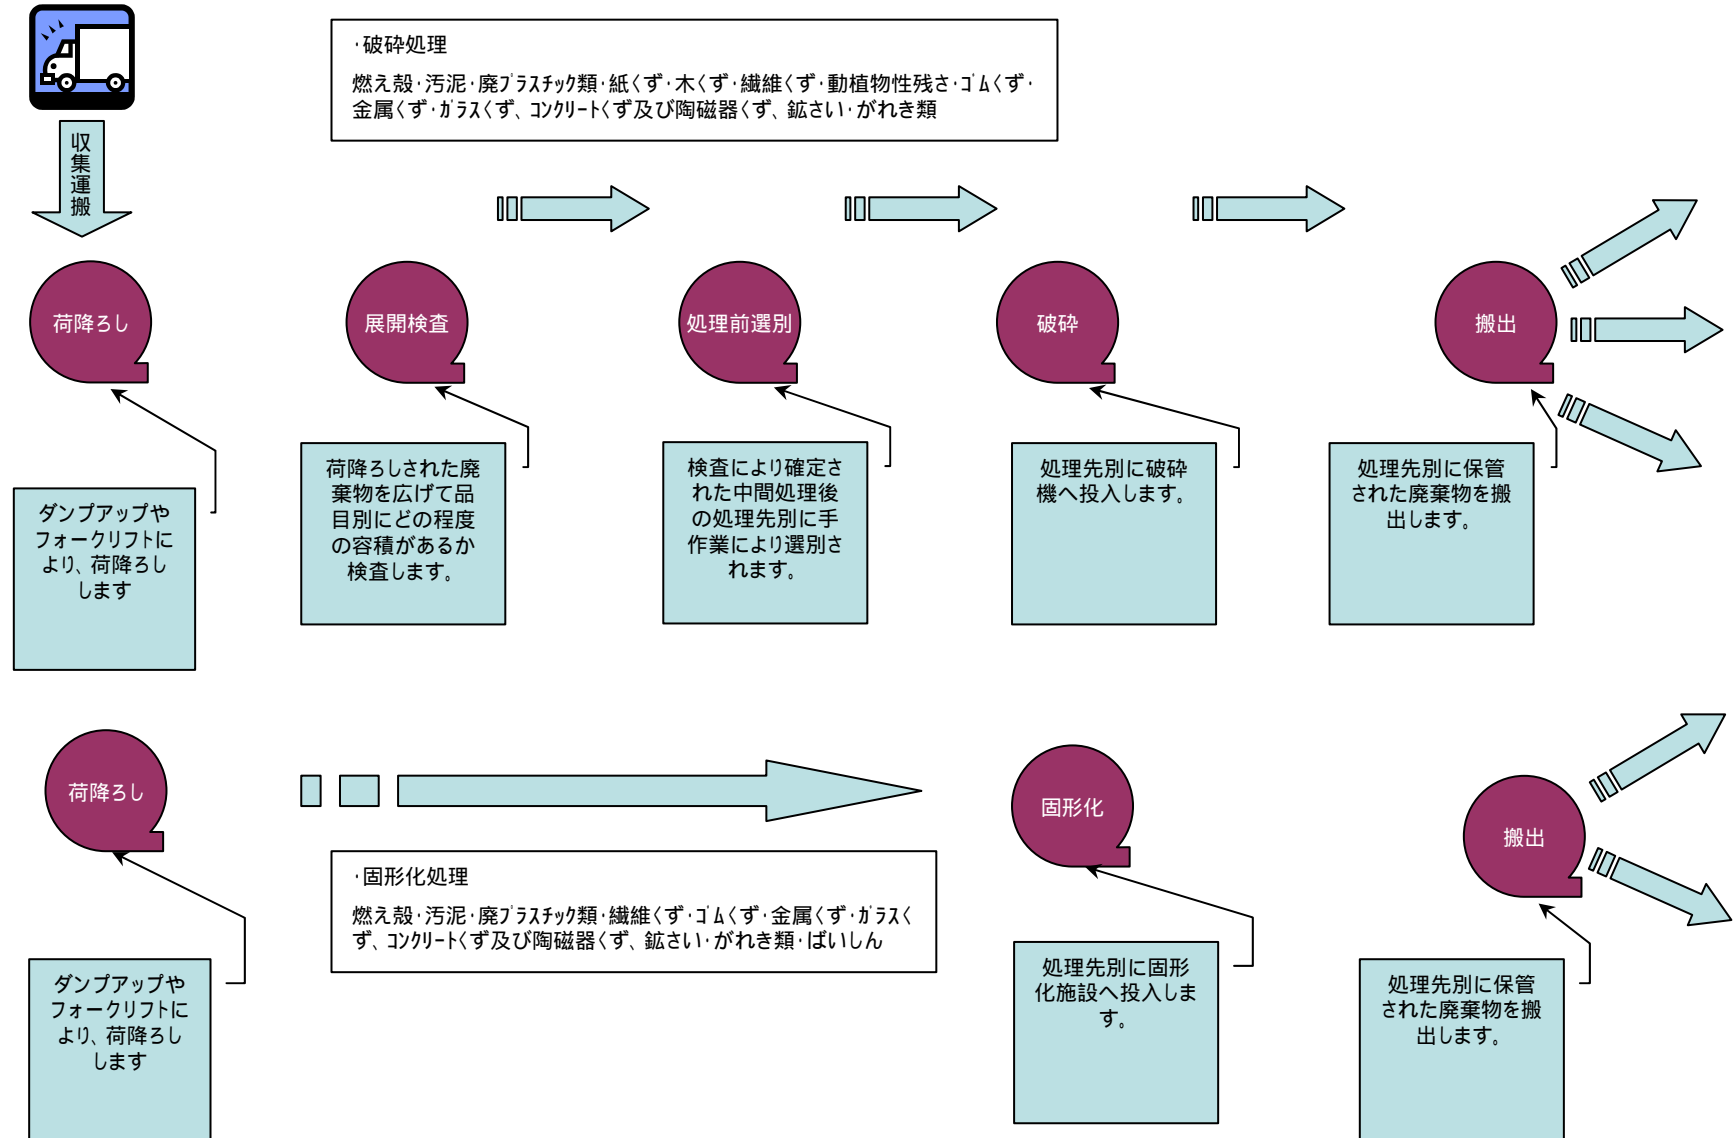 収集運搬
・破砕処理
燃え殻・汚泥・廃ﾌﾟﾗｽﾁｯｸ類・紙くず・木くず・繊維くず・動植物性残さ・ｺﾞﾑくず・
金属くず・ｶﾞﾗｽくず、ｺﾝｸﾘｰﾄくず及び陶磁器くず、鉱さい・がれき類
荷降ろし
展開検査
処理前選別
破砕
搬出
ダンプアップや
フォークリフトに
より、荷降ろし
します
荷降ろしされた廃
棄物を広げて品
目別にどの程度
の容積があるか
検査します。
検査により確定さ
れた中間処理後
の処理先別に手
作業により選別さ
れます。
処理先別に破砕
機へ投入します。
処理先別に保管
された廃棄物を搬
出します。
荷降ろし
固形化
搬出
・固形化処理
燃え殻・汚泥・廃ﾌﾟﾗｽﾁｯｸ類・繊維くず・ｺﾞﾑくず・金属くず・ｶﾞﾗｽく
ず、ｺﾝｸﾘｰﾄくず及び陶磁器くず、鉱さい・がれき類・ばいしん
ダンプアップや
フォークリフトに
より、荷降ろし
します
処理先別に固形
化施設へ投入しま
す。
処理先別に保管
された廃棄物を搬
出します。